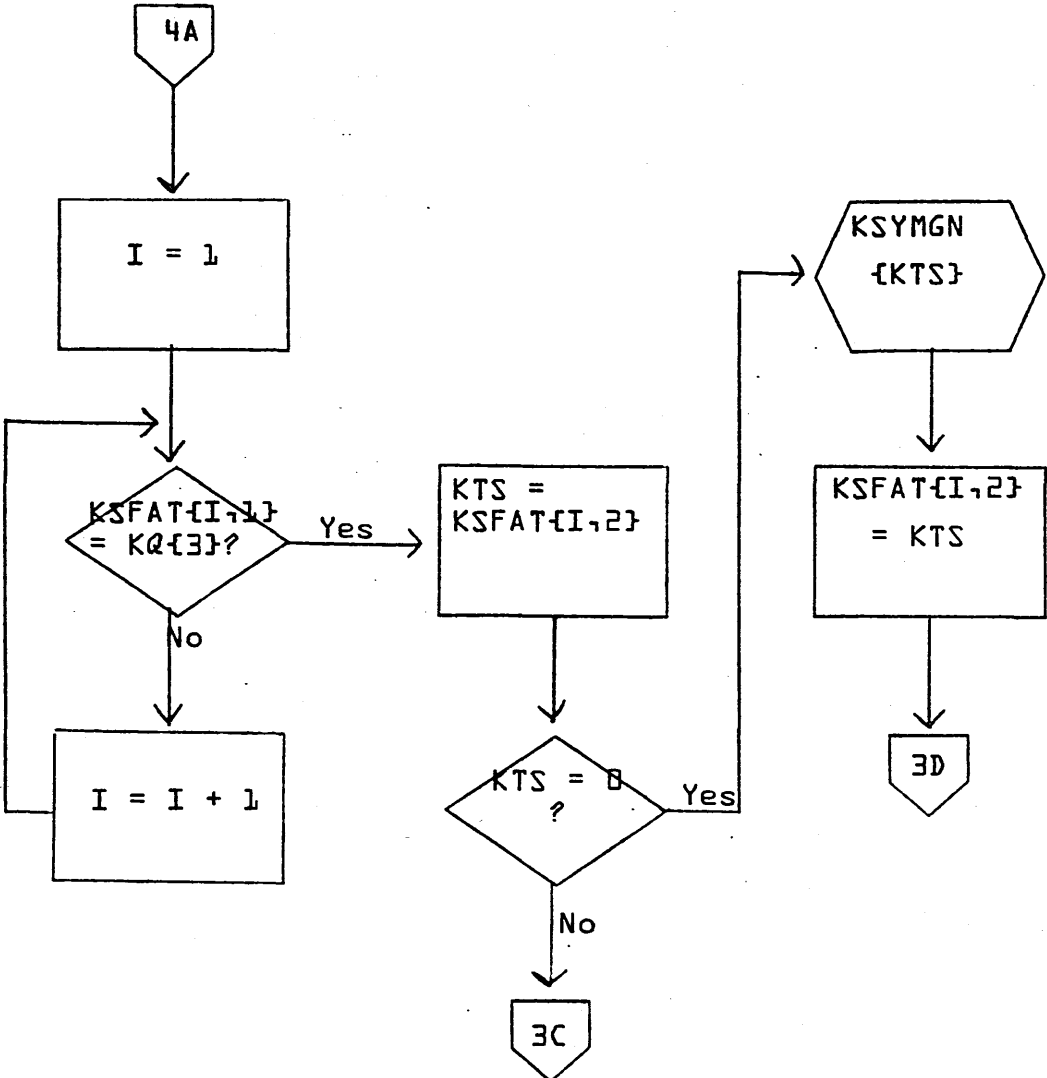 4A
I = 1
KSFAT{I,1}
= KQ{3}?
Yes
No
I = I + 1
KTS =
KSFAT{I,2}
KTS = 0
?
Yes
No
3C
KSYMGN
{KTS}
KSFAT{I,2}
= KTS
3D